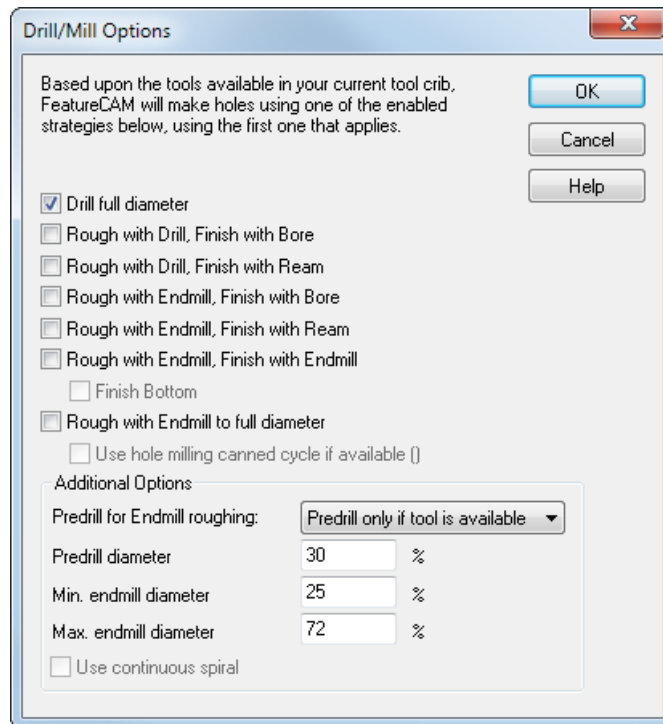 Drill/Mill Options
Based upon the tools available in your current tool crib,
FeatureCAM will make holes using one of the enabled
strategies below, using the first one that applies.
OK
Cancel
Help
Drill full diameter
Rough with Drill, Finish with Bore
Rough with Drill, Finish with Ream
Rough with Endmill, Finish with Bore
Rough with Endmill, Finish with Ream
Rough with Endmill, Finish with Endmill
Finish Bottom
Rough with Endmill to full diameter
Use hole milling canned cycle if available ()
Additional Options
Predrill for Endmill roughing: Predrill only if tool is available
Predrill diameter 30 %
Min. endmill diameter 25 %
Max. endmill diameter 72 %
Use continuous spiral